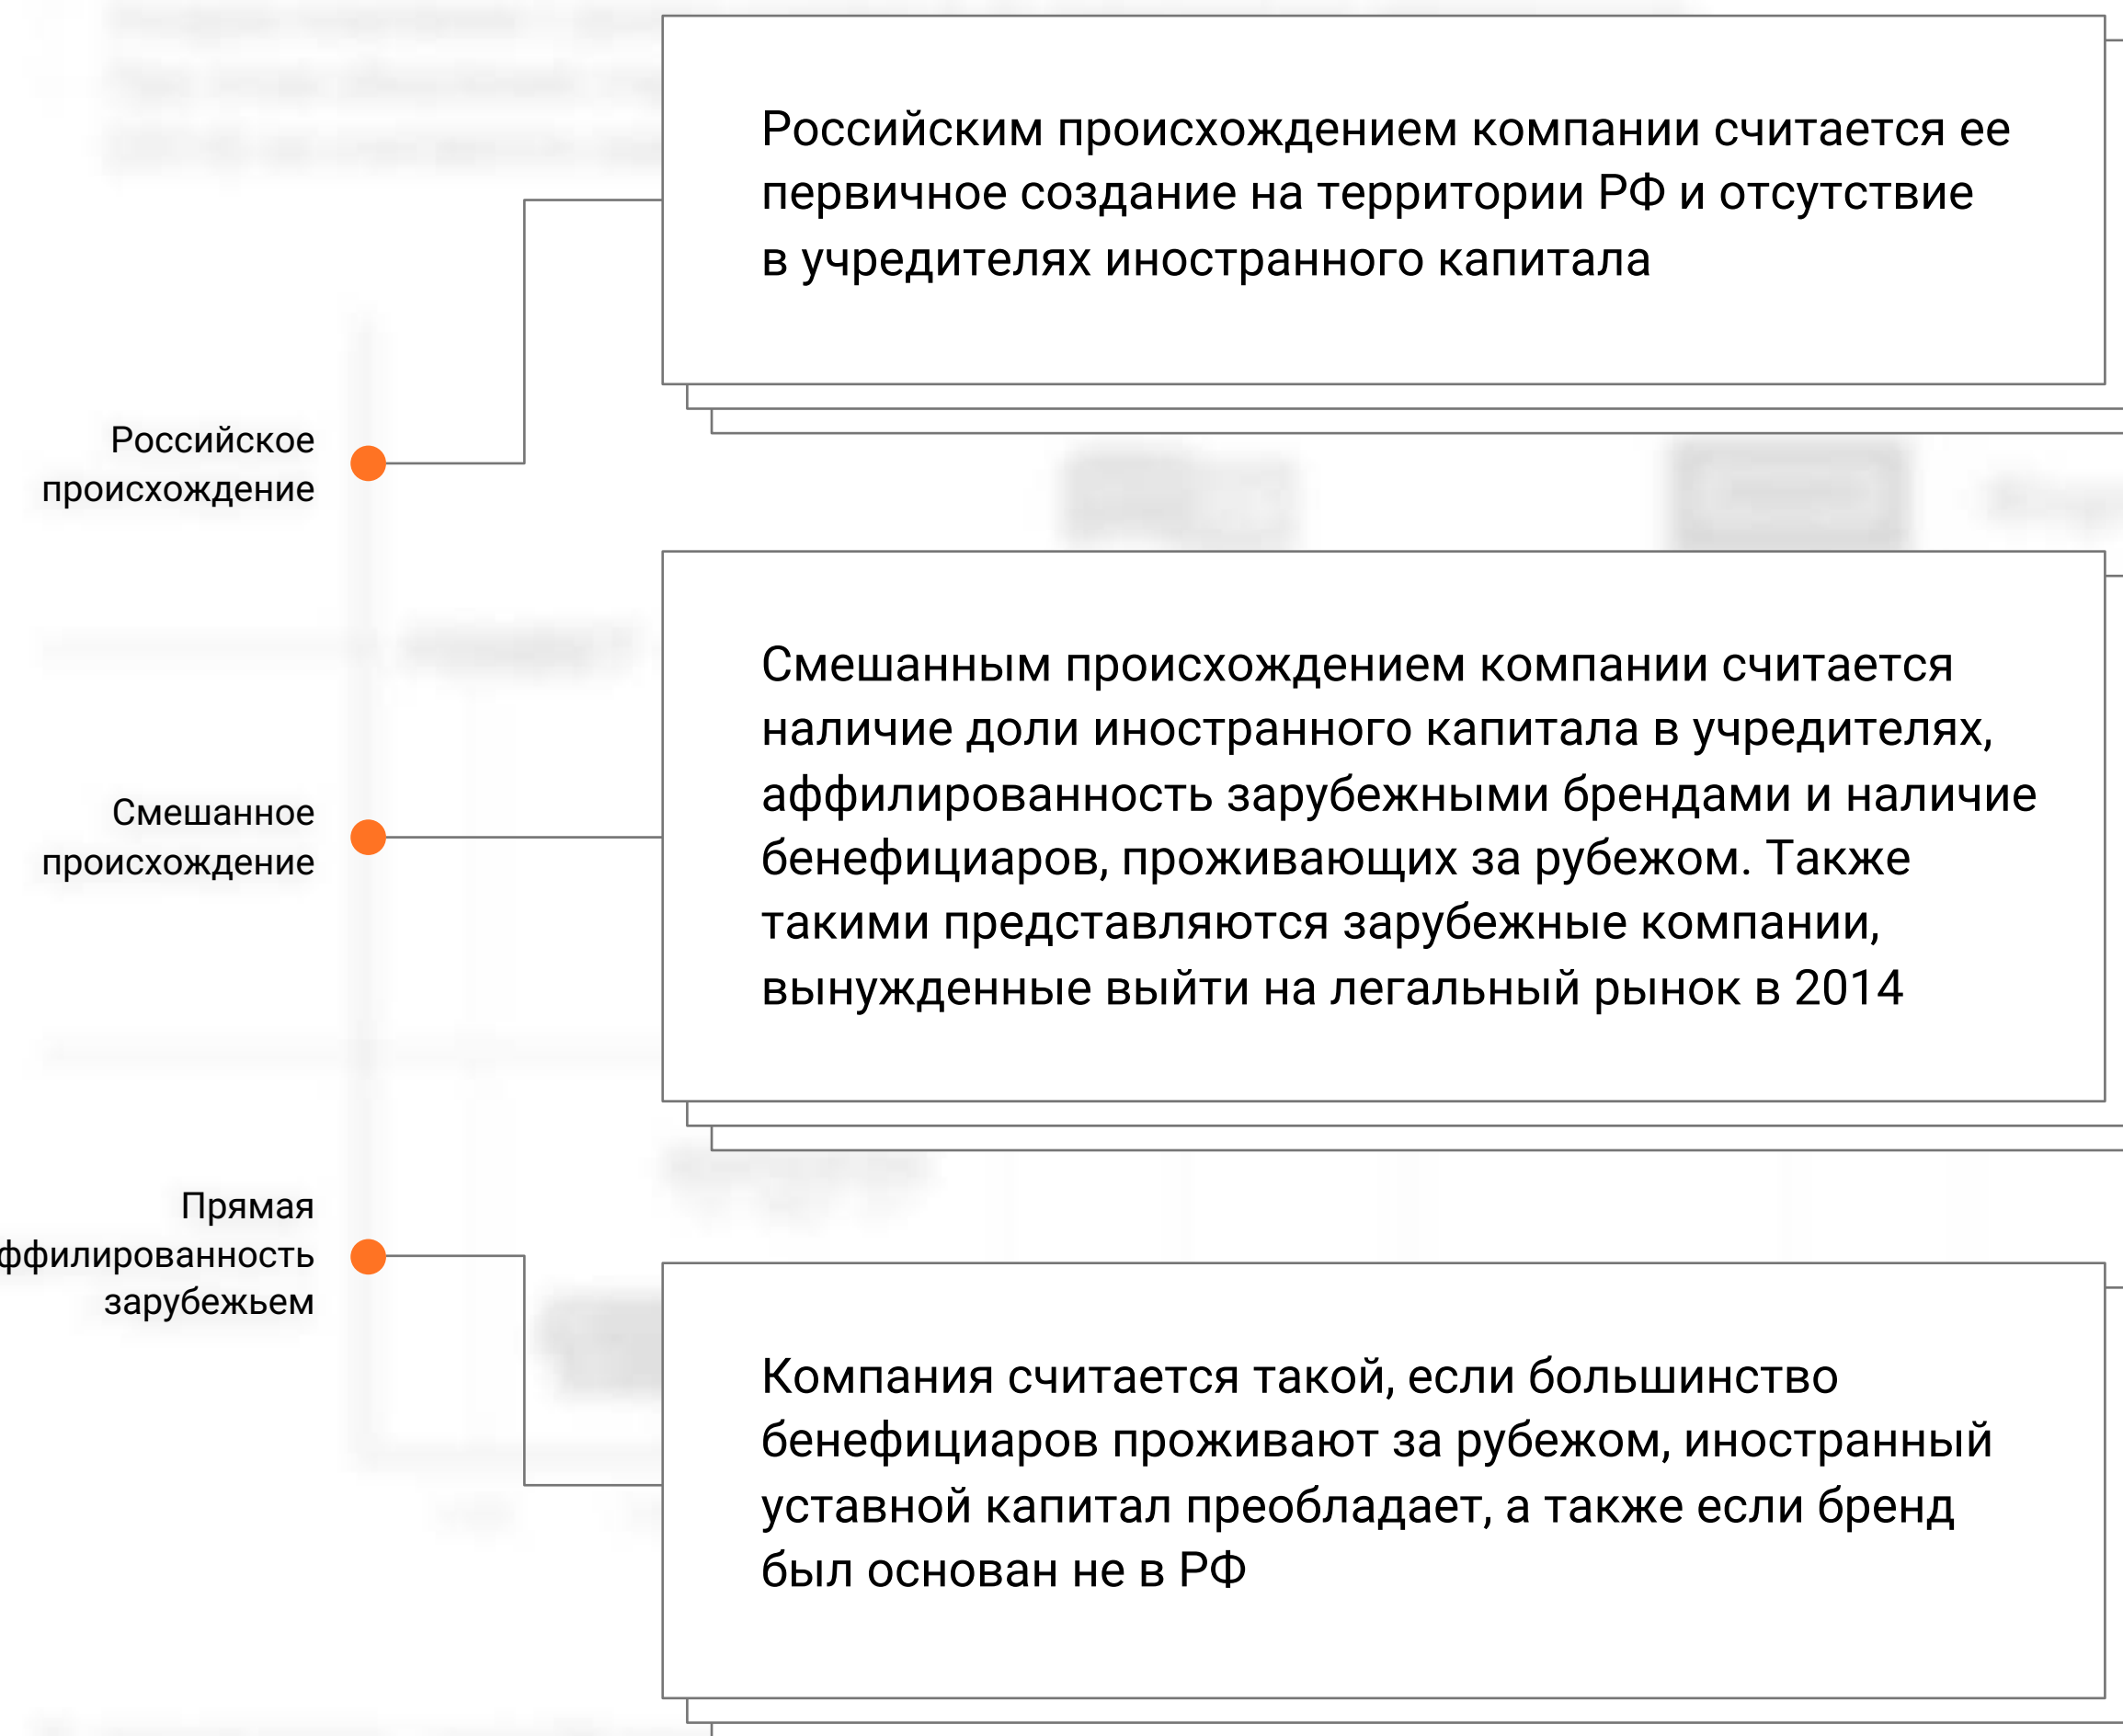 Российским происхождением компании считается ее
первичное создание на территории РФ и отсутствие
в учредителях иностранного капитала
Российское
происхождение
Смешанным происхождением компании считается
наличие доли иностранного капитала в учредителях,
аффилированность зарубежными брендами и наличие
бенефициаров, проживающих за рубежом. Также
такими представляются зарубежные компании,
вынужденные выйти на легальный рынок в 2014
Смешанное
происхождение
Прямая
ффилированность
зарубежьем
Компания считается такой, если большинство
бенефициаров проживают за рубежом, иностранный
уставной капитал преобладает, а также если бренд
был основан не в РФ